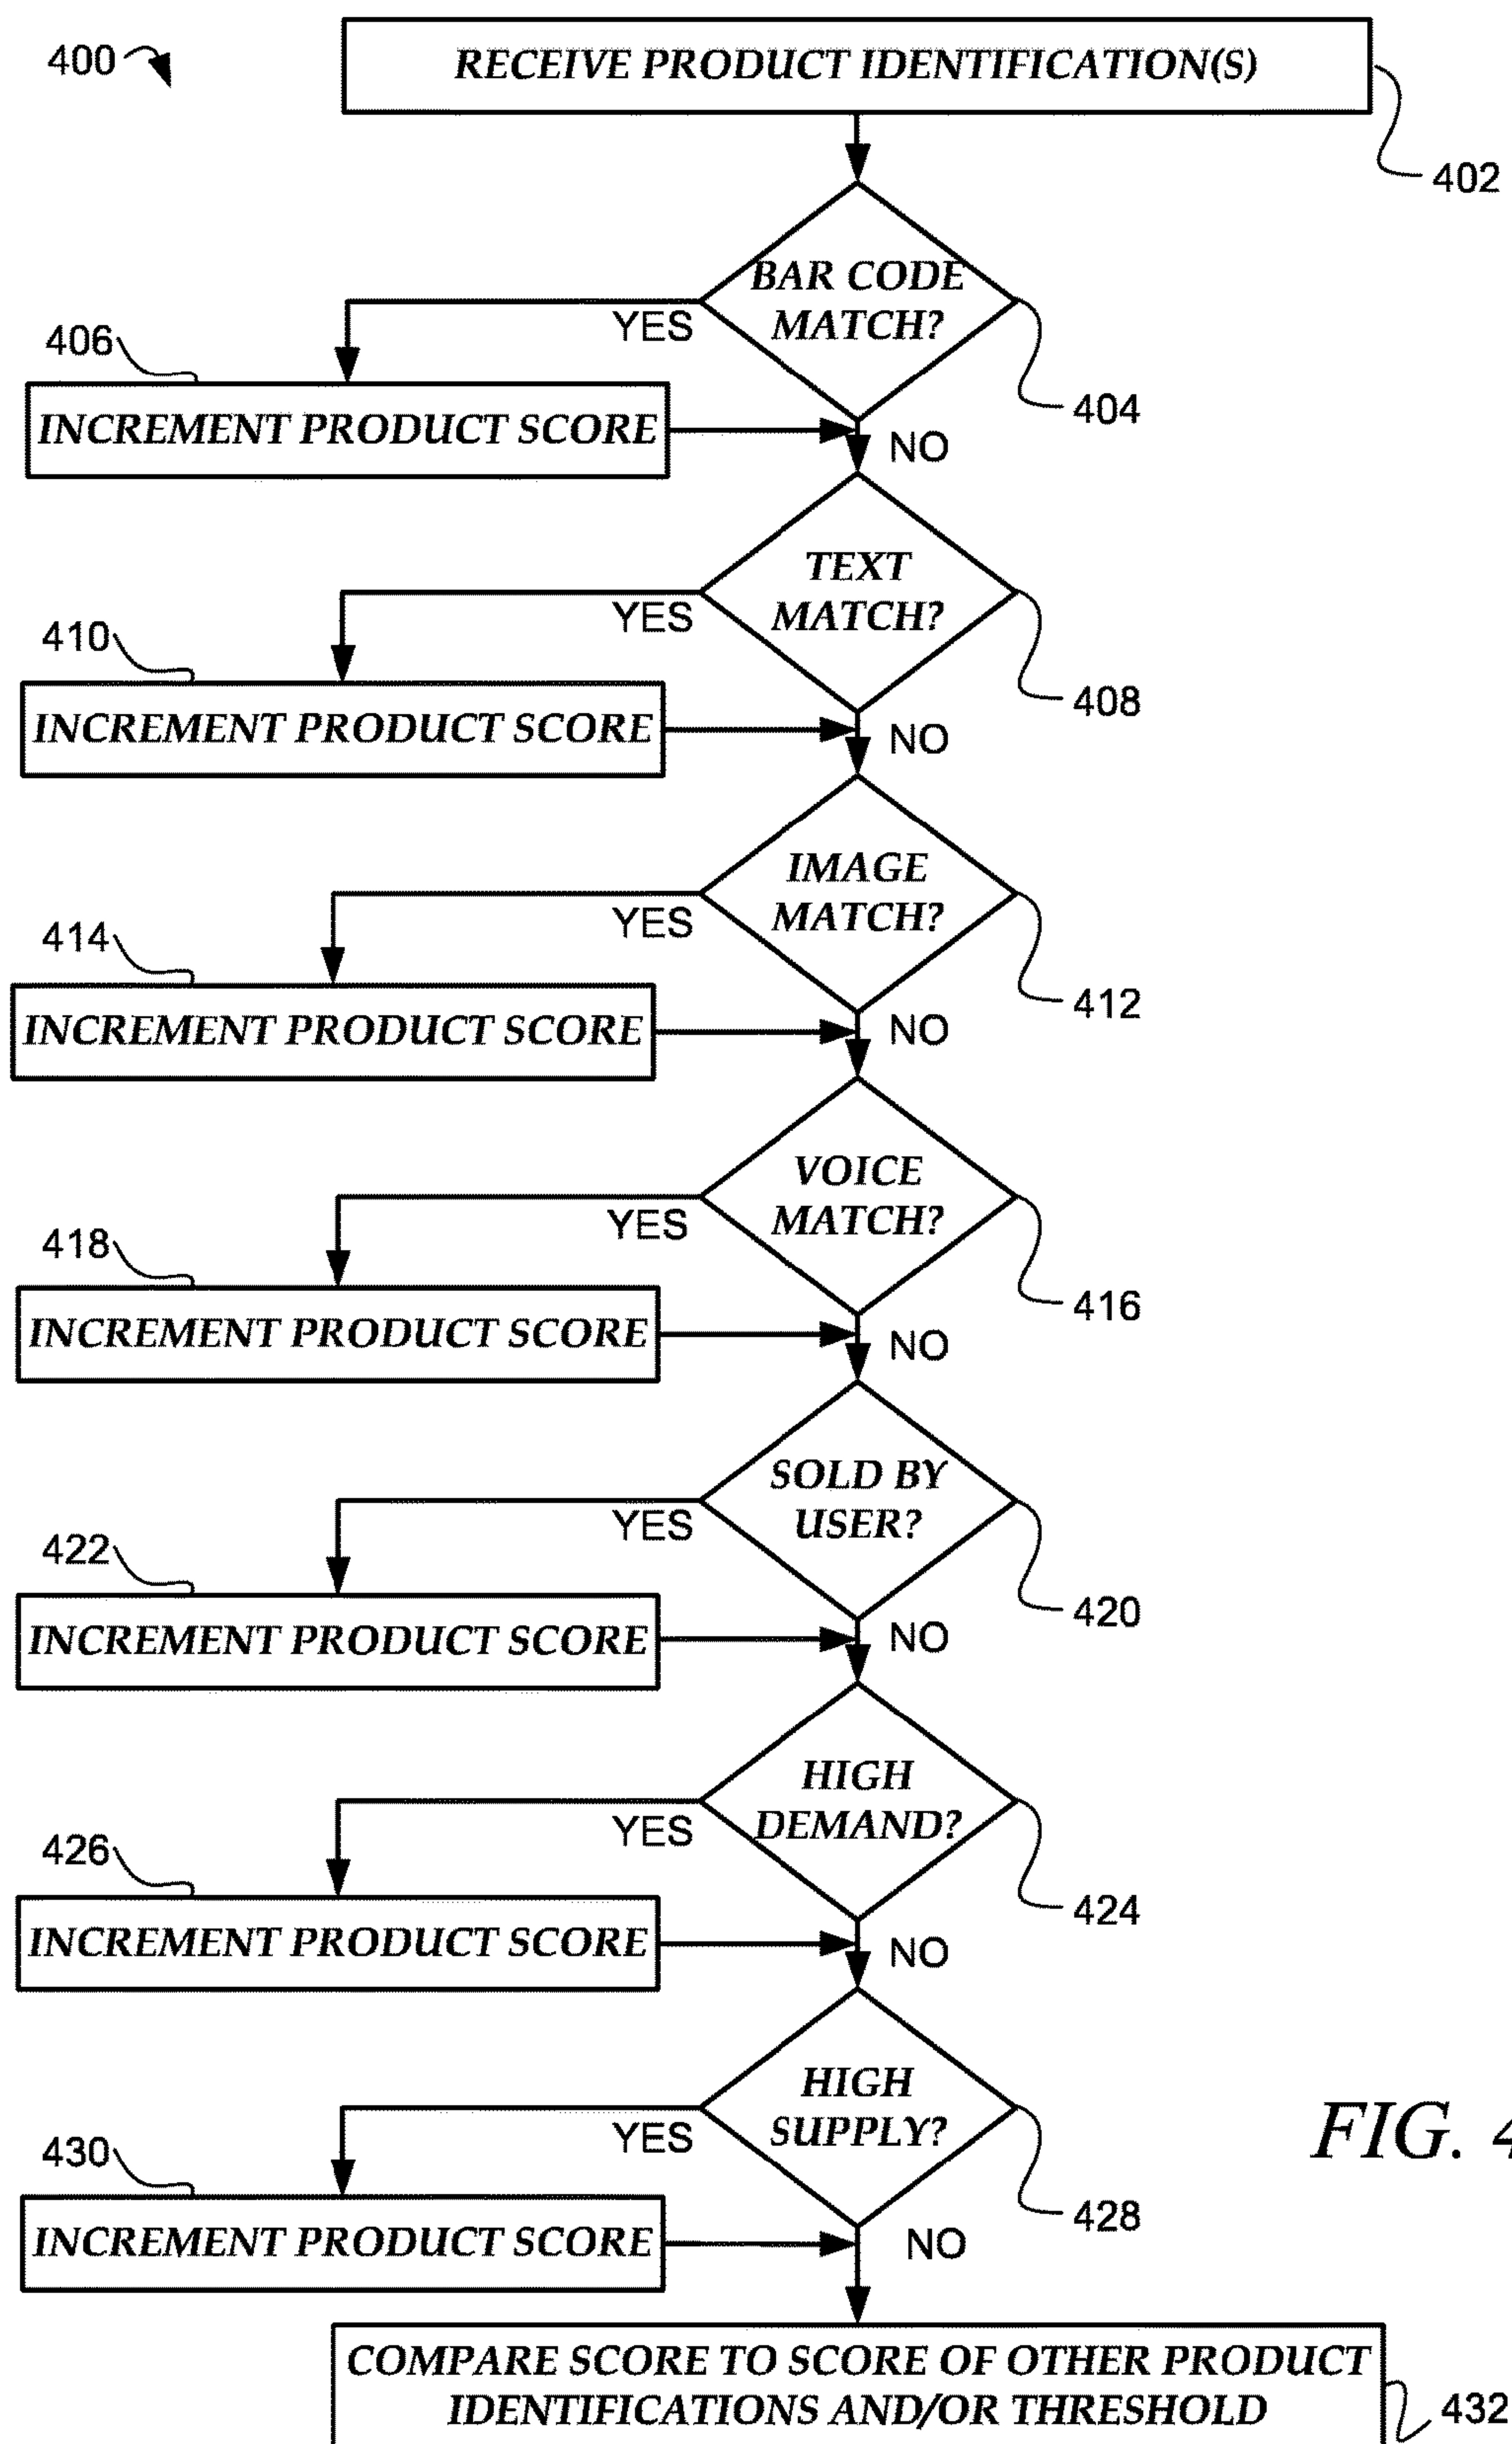 400
RECEIVE PRODUCT IDENTIFICATION(S)
402
BAR CODE
MATCH?
YES
404
406
INCREMENT PRODUCT SCORE
NO
TEXT
MATCH?
YES
408
410
INCREMENT PRODUCT SCORE
NO
IMAGE
MATCH?
YES
412
414
INCREMENT PRODUCT SCORE
NO
VOICE
MATCH?
YES
416
418
INCREMENT PRODUCT SCORE
NO
SOLD BY
USER?
YES
420
422
INCREMENT PRODUCT SCORE
NO
HIGH
DEMAND?
YES
424
426
INCREMENT PRODUCT SCORE
NO
HIGH
SUPPLY?
YES
428
FIG. 4
430
INCREMENT PRODUCT SCORE
NO
COMPARE SCORE TO SCORE OF OTHER PRODUCT
IDENTIFICATIONS AND/OR THRESHOLD
432